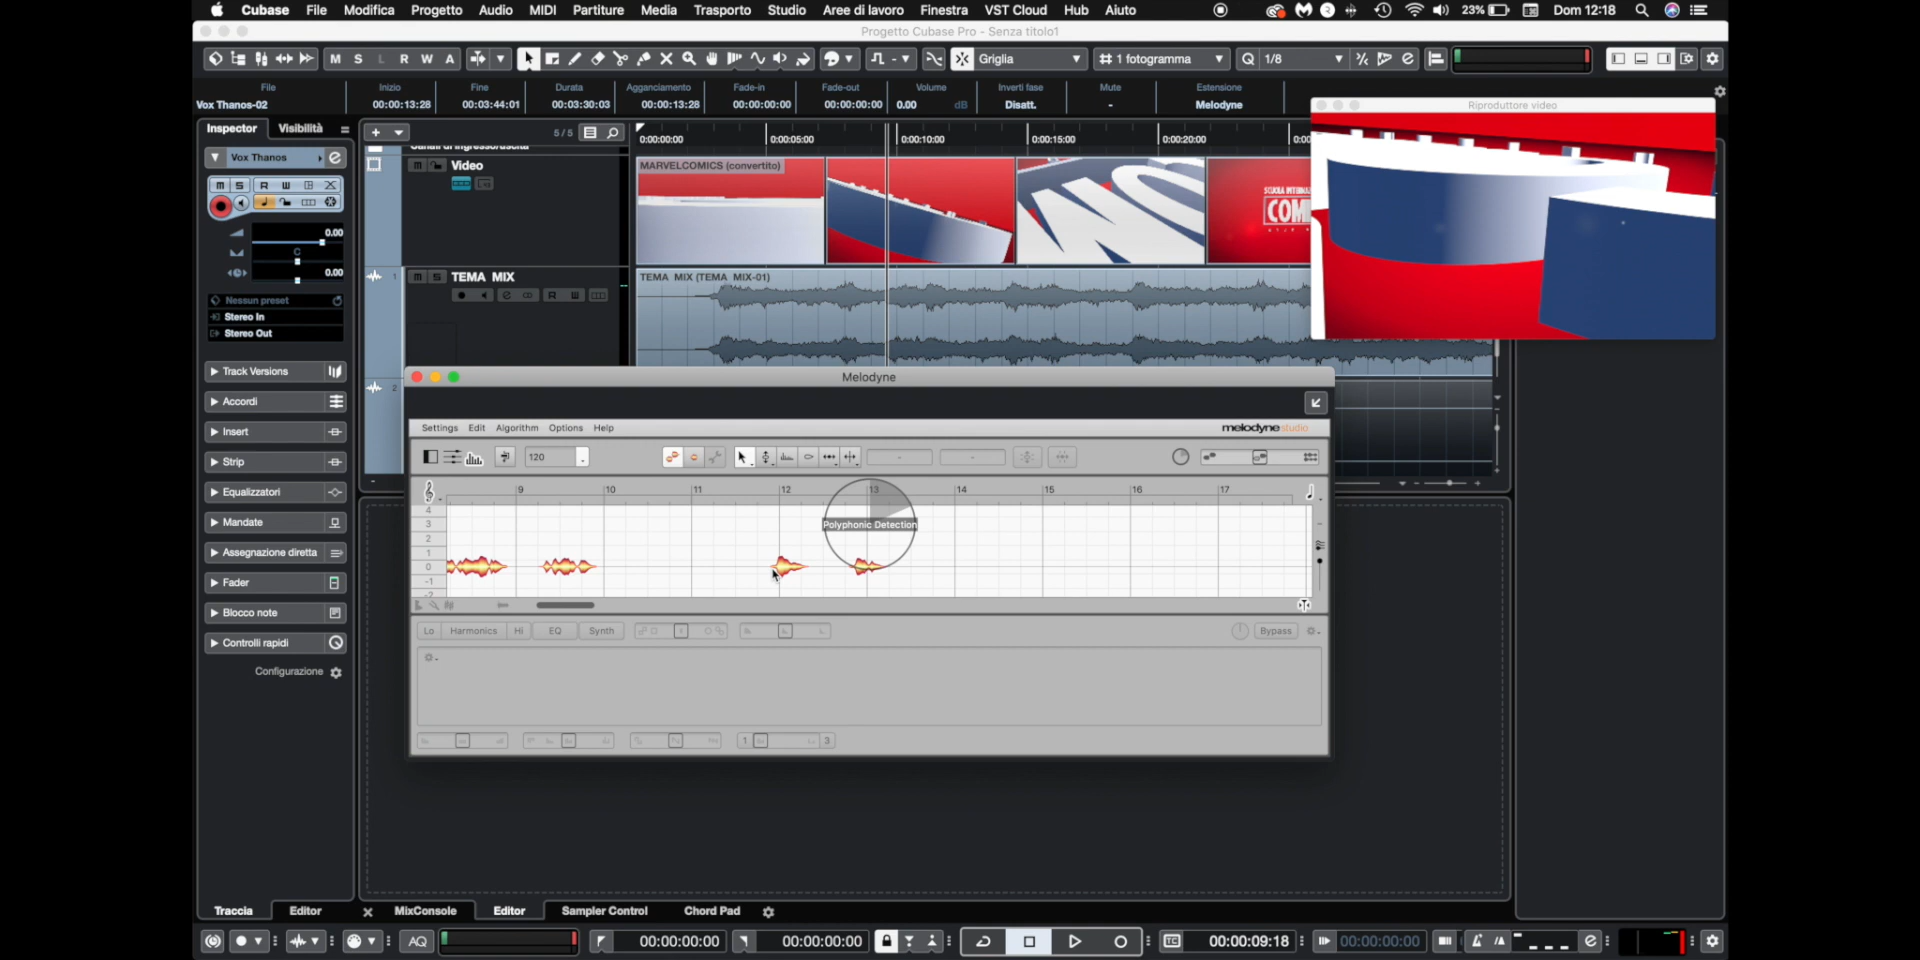 Cubase File Modifica Progetto Audio MIDI Partiture Media Trasporto Studio Aree di lavoro Finestra VST Cloud Hub Aiuto 23% Dom 12:18
Progetto Cubase Pro - Senza titolo1
M S L R W A Griglia 1 fotogramma Q 1/8
File Inizio Fine Durata Agganciamento Fade-in Fade-out Volume Inverti fase Mute Estensione
Vox Thanos-02 00:00:13:28 00:03:44:01 00:03:30:03 00:00:13:28 00:00:00:00 00:00:00:00 0.00 dB Disatt. - Melodyne
Riproduttore video
Inspector Visibilità
5/5
0:00:00:00 0:00:05:00 0:00:10:00 0:00:15:00 0:00:20:00
Vox Thanos
m Video
MARVELCOMICS (convertito)
m S R
0.00
C
0.00
m S TEMA MIX
TEMA MIX (TEMA MIX-01)
1
R
Nessun preset
Stereo In
Stereo Out
SCUOLA
COM
Track Versions
Accordi
Insert
Strip
Equalizzatori
Mandate
Assegnazione diretta
Fader
Blocco note
Controlli rapidi
Configurazione
2
Melodyne
Settings Edit Algorithm Options Help
melodyne studio
120
9 10 11 12 13 14 15 16 17
4
3
2
1
0
-1
-2
Polyphonic Detection
Lo Harmonics Hi EQ Synth Bypass
1 3
Traccia Editor MixConsole Editor Sampler Control Chord Pad
AQ 00:00:00:00 00:00:00:00 TC 00:00:09:18 00:00:00:00